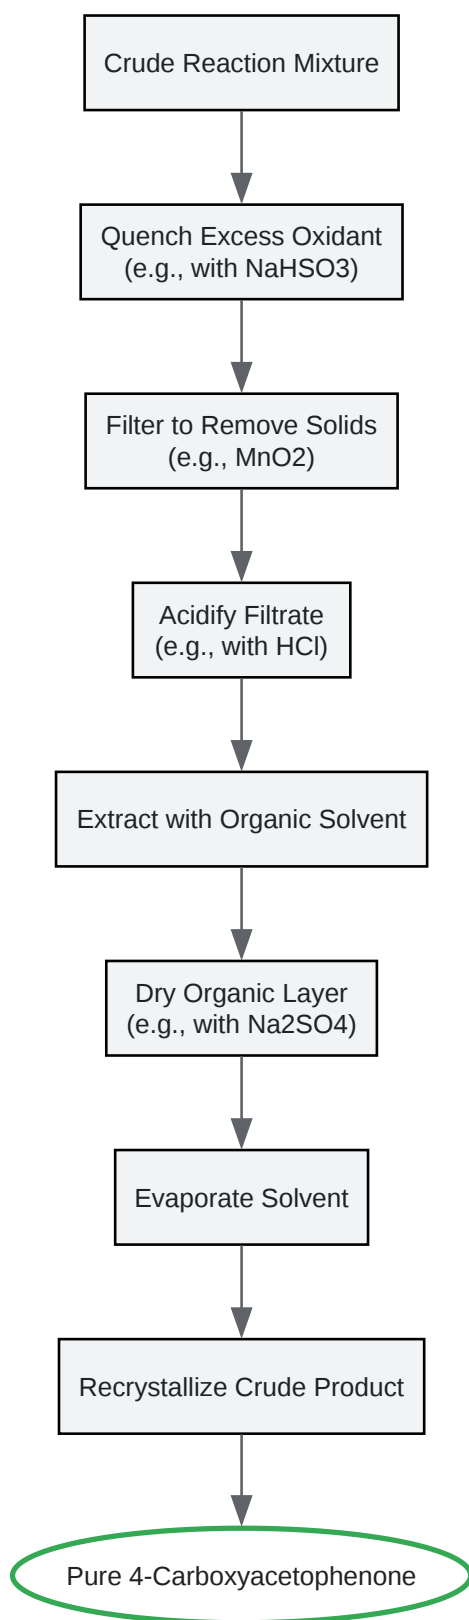 Crude Reaction Mixture
Quench Excess Oxidant
(e.g., with NaHSO3)
Filter to Remove Solids
(e.g., MnO2)
Acidify Filtrate
(e.g., with HCl)
Extract with Organic Solvent
Dry Organic Layer
(e.g., with Na2SO4)
Evaporate Solvent
Recrystallize Crude Product
Pure 4-Carboxyacetophenone